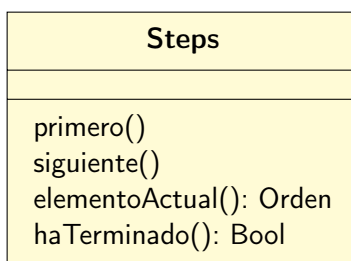 Steps
primero()
siguiente()
elementoActual(): Orden
haTerminado(): Bool